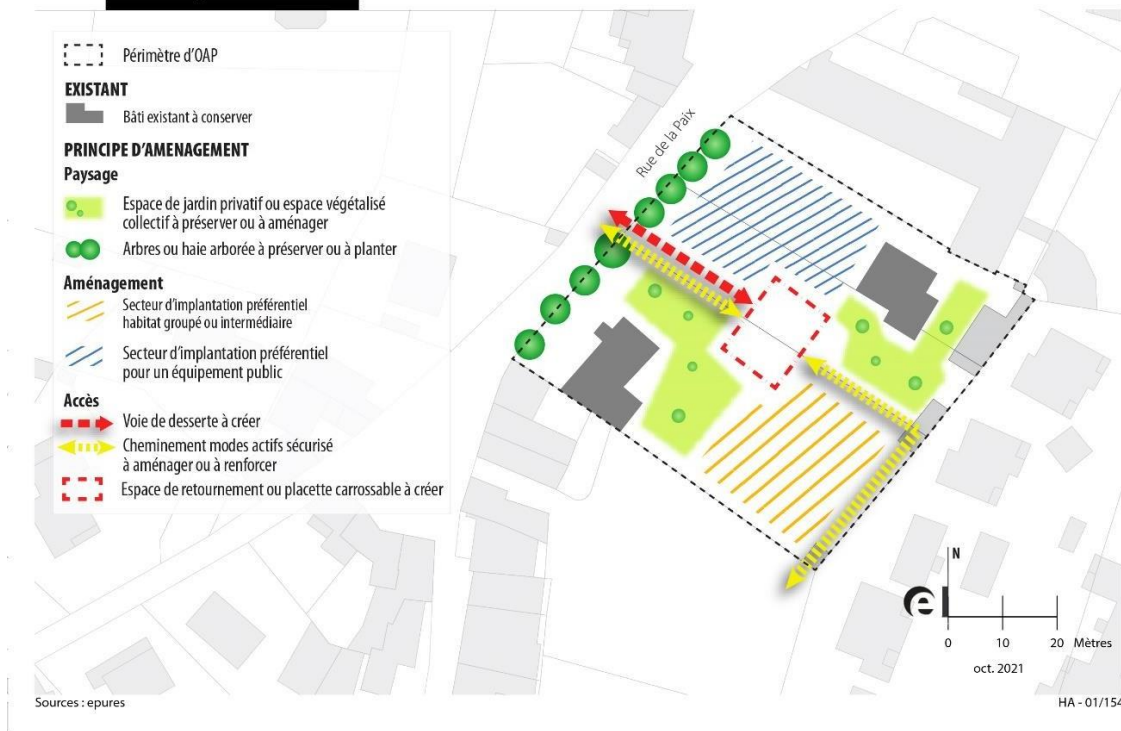 Périmètre d'OAP
EXISTANT
Bâti existant à conserver
PRINCIPE D'AMENAGEMENT
Paysage
Espace de jardin privatif ou espace végétalisé
collectif à préserver ou à aménager
Arbres ou haie arborée à préserver ou à planter
Aménagement
Secteur d'implantation préférentiel
habitat groupé ou intermédiaire
Secteur d'implantation préférentiel
pour un équipement public
Accès
Voie de desserte à créer
Cheminement modes actifs sécurisé
à aménager ou à renforcer
Espace de retournement ou placette carrossable à créer
Rue de la Paix
N
e
0 10 20 Mètres
oct. 2021
Sources : epures
HA - 01/154